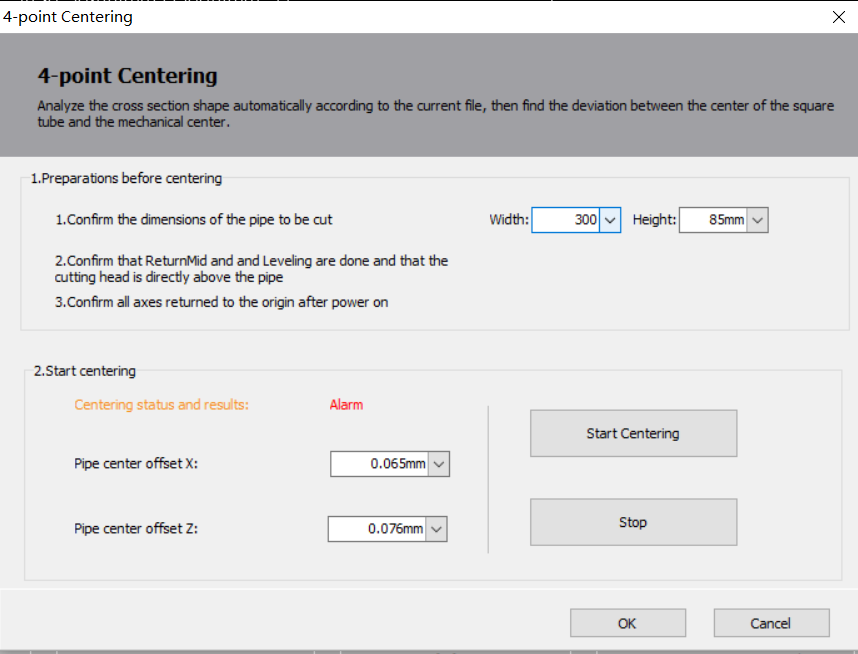 4-point Centering
4-point Centering
Analyze the cross section shape automatically according to the current file, then find the deviation between the center of the square
tube and the mechanical center.
1.Preparations before centering
1.Confirm the dimensions of the pipe to be cut
Width: 300 Height: 85mm
2.Confirm that ReturnMid and and Leveling are done and that the
cutting head is directly above the pipe
3.Confirm all axes returned to the origin after power on
2.Start centering
Centering status and results: Alarm
Pipe center offset X: 0.065mm
Pipe center offset Z: 0.076mm
Start Centering
Stop
OK
Cancel